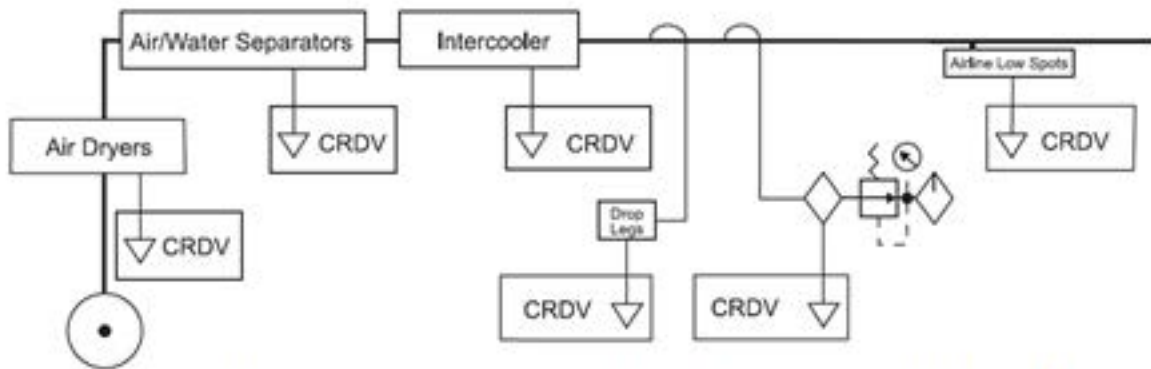 Air/Water Separators
Intercooler
Airline Low Spots
CRDV
CRDV
CRDV
Air Dryers
CRDV
Drop
Legs
CRDV
CRDV